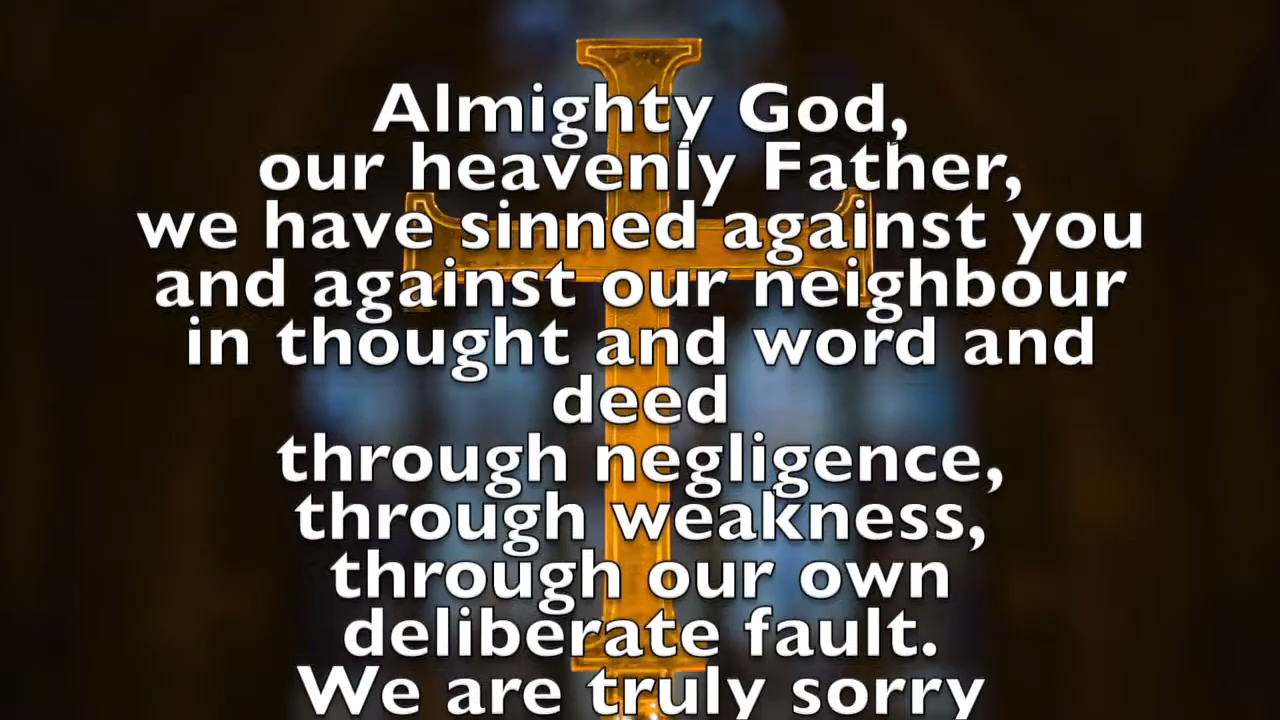 Almighty God,
our heavenly Father,
we have sinned against you
and against our neighbour
in thought and word and
deed
through negligence,
through weakness,
through our own
deliberate fault.
We are truly sorry